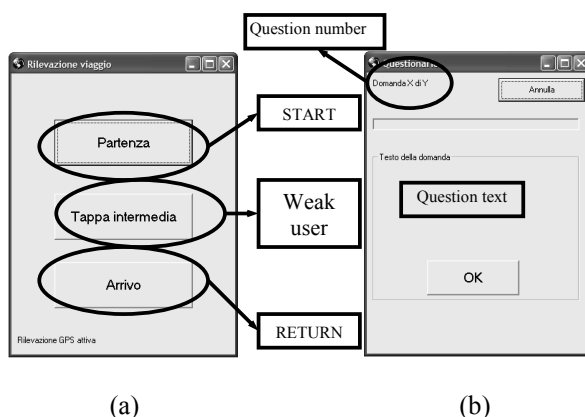 Question number
Rilevazione viaggio
Questionario
Domanda X di Y
Annulla
START
Partenza
Testo della domanda
Weak
user
Question text
Tappa intermedia
OK
Arrivo
RETURN
Rilevazione GPS attiva
(a)
(b)